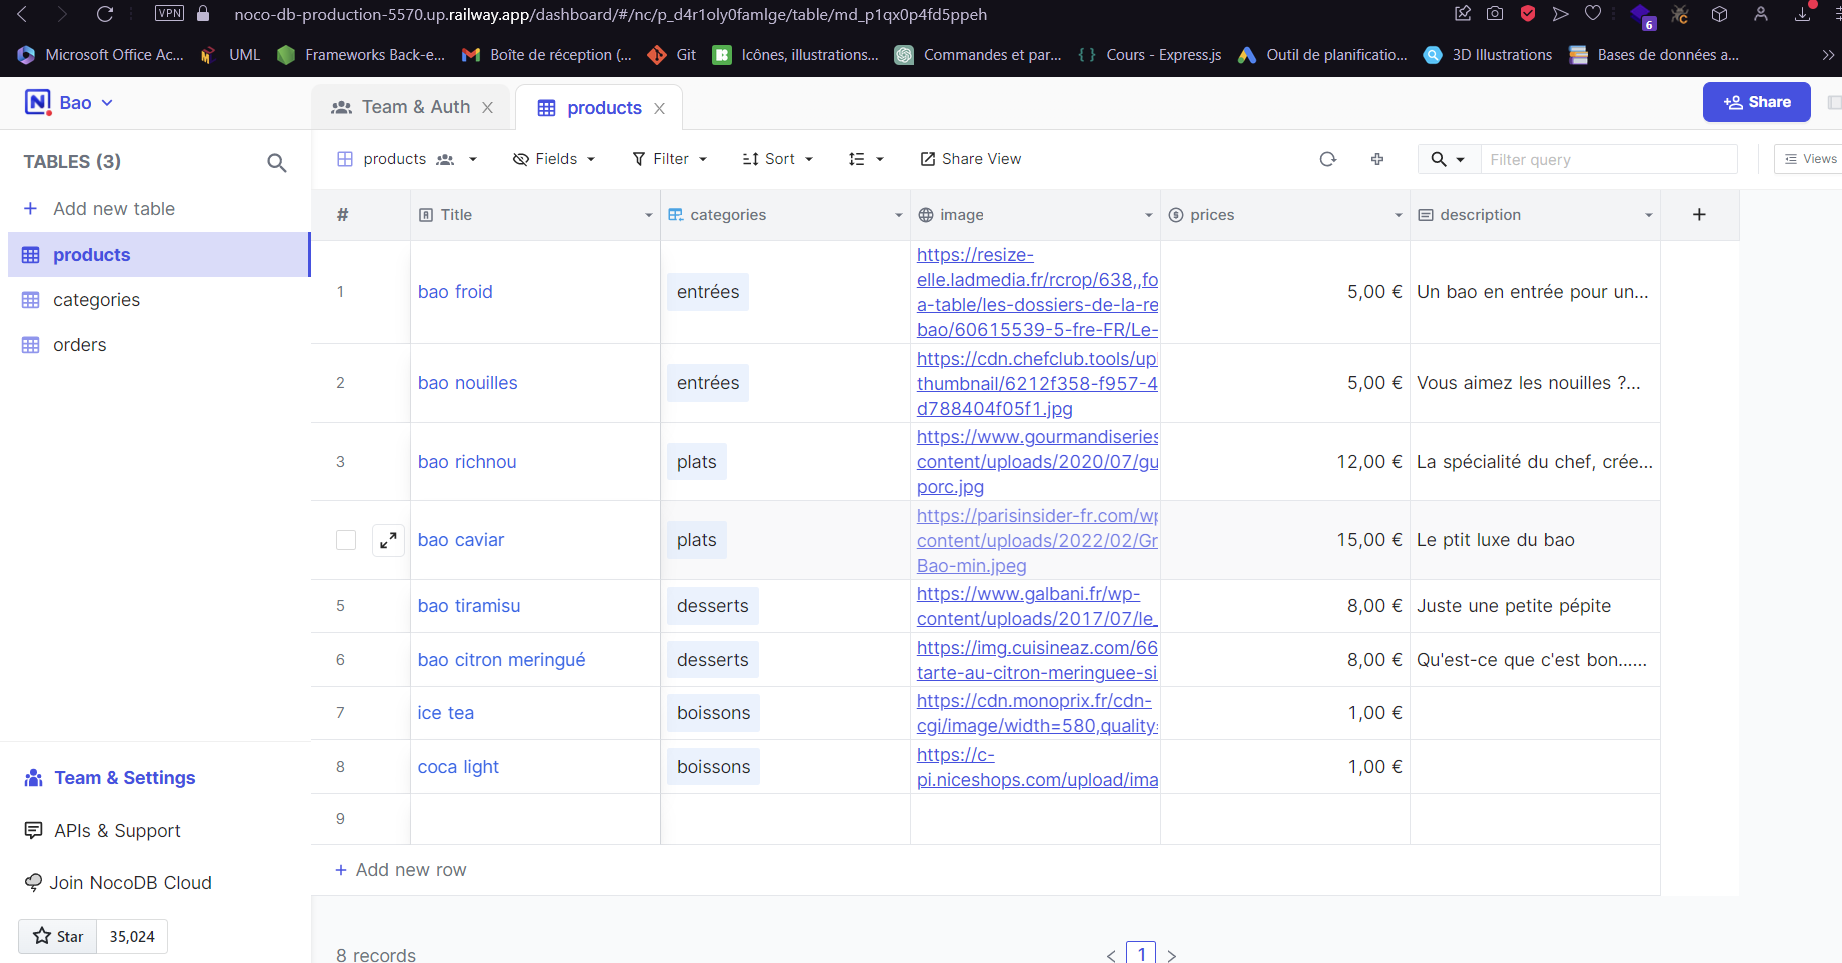 VPN
noco-db-production-5570.up.railway.app/dashboard/#/nc/p_d4r1oly0famlge/table/md_p1qx0p4fd5ppeh
6
Microsoft Office Ac...
UML
Frameworks Back-e...
Boîte de réception (...
Git
Icônes, illustrations...
Commandes et par...
Cours - Express.js
Outil de planificatio...
3D Illustrations
Bases de données a...
Bao
Team & Auth
products
Share
TABLES (3)
products
Fields
Filter
Sort
Share View
Filter query
Views
Add new table
products
categories
orders
# Title categories image prices description
1 bao froid entrées
https://resize-
elle.ladmedia.fr/rcrop/638,,fo
a-table/les-dossiers-de-la-re
bao/60615539-5-fre-FR/Le-
5,00 € Un bao en entrée pour un...
2 bao nouilles entrées
https://cdn.chefclub.tools/up
thumbnail/6212f358-f957-4
d788404f05f1.jpg
5,00 € Vous aimez les nouilles ?...
3 bao richnou plats
https://www.gourmandiseries
content/uploads/2020/07/gu
porc.jpg
12,00 € La spécialité du chef, crée...
bao caviar plats
https://parisinsider-fr.com/wp
content/uploads/2022/02/Gr
Bao-min.jpeg
15,00 € Le ptit luxe du bao
5 bao tiramisu desserts
https://www.galbani.fr/wp-
content/uploads/2017/07/le_
8,00 € Juste une petite pépite
6 bao citron meringué desserts
https://img.cuisineaz.com/66
tarte-au-citron-meringuee-si
8,00 € Qu'est-ce que c'est bon......
7 ice tea boissons
https://cdn.monoprix.fr/cdn-
cgi/image/width=580,quality=
1,00 €
8 coca light boissons
https://c-
pi.niceshops.com/upload/ima
1,00 €
9
Add new row
Team & Settings
APIs & Support
Join NocoDB Cloud
Star 35,024
8 records
1